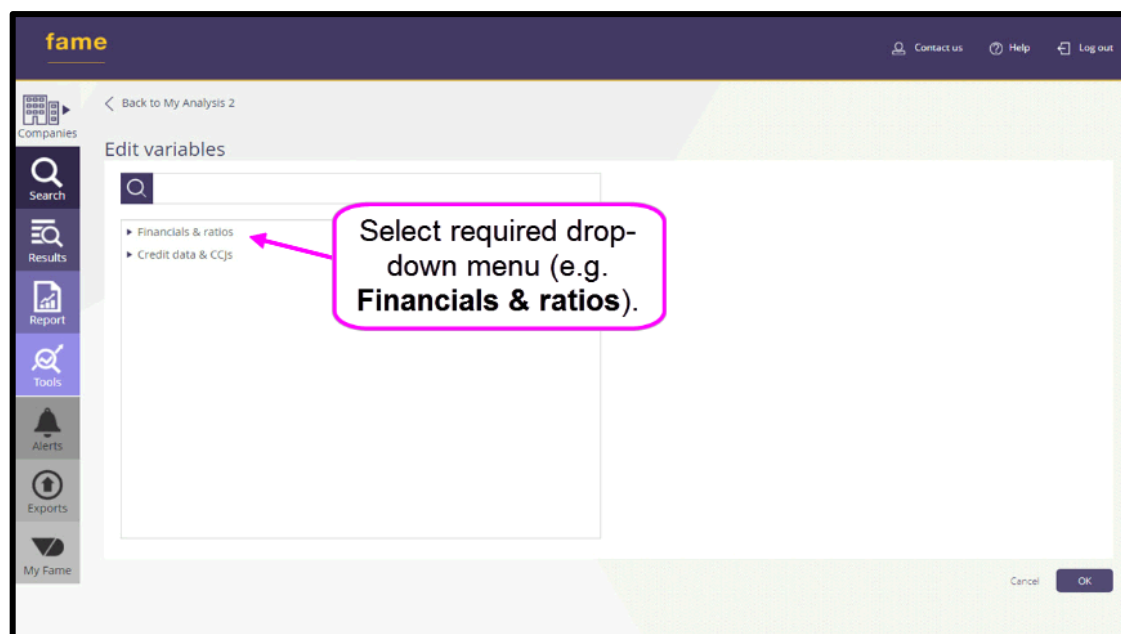 fame
Contact us
Help
Log out
Companies
Search
Results
Report
Tools
Alerts
Exports
My Fame
Back to My Analysis 2
Edit variables
Financials & ratios
Credit data & CCJs
Select required drop-
down menu (e.g.
Financials & ratios).
Cancel
OK